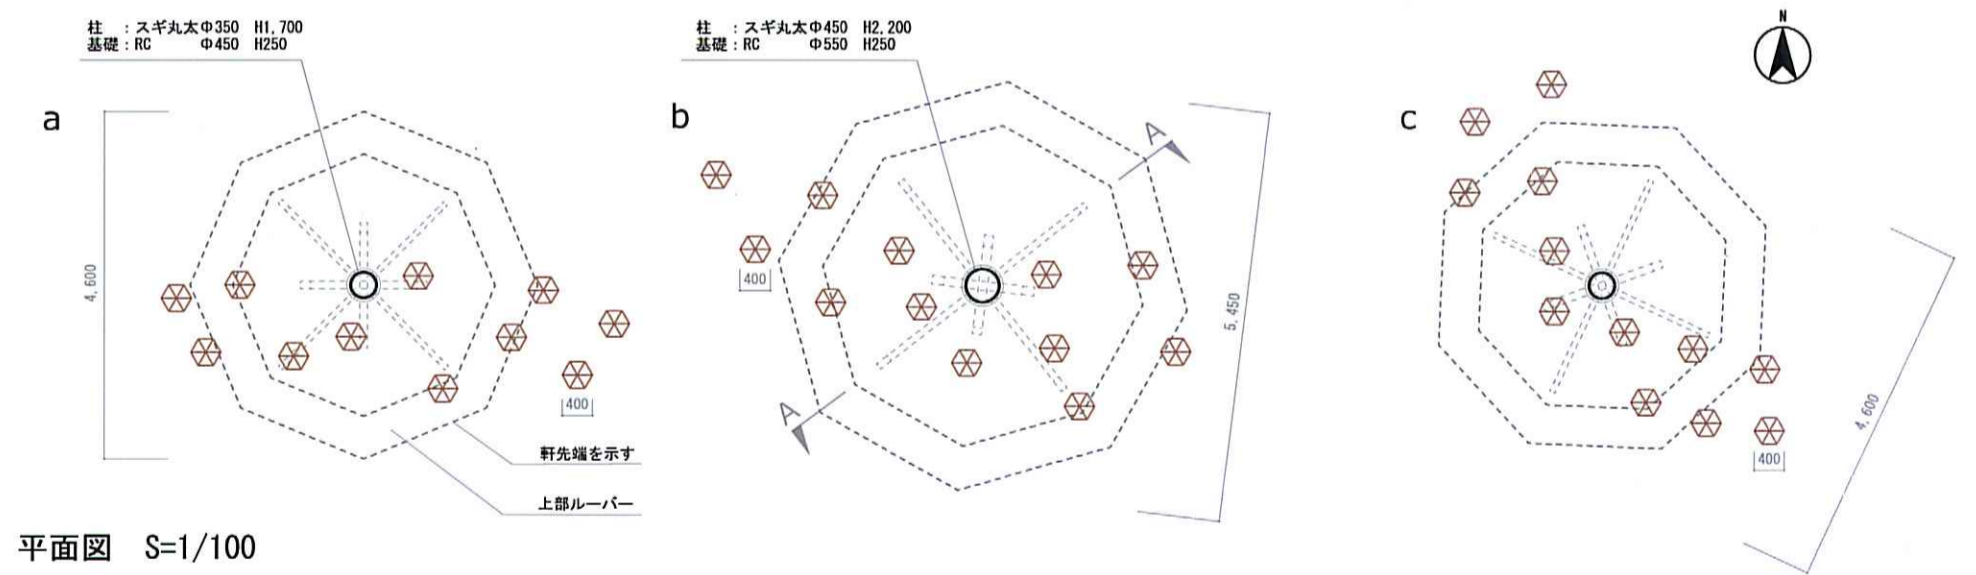 柱　：スギ丸太Φ350　H1,700
基礎：RC　　　Φ450　H250
柱　：スギ丸太Φ450　H2,200
基礎：RC　　　Φ550　H250
N
a
b
c
A
A
4,600
5,450
4,600
400
400
400
軒先端を示す
上部ルーバー
平面図　S=1/100